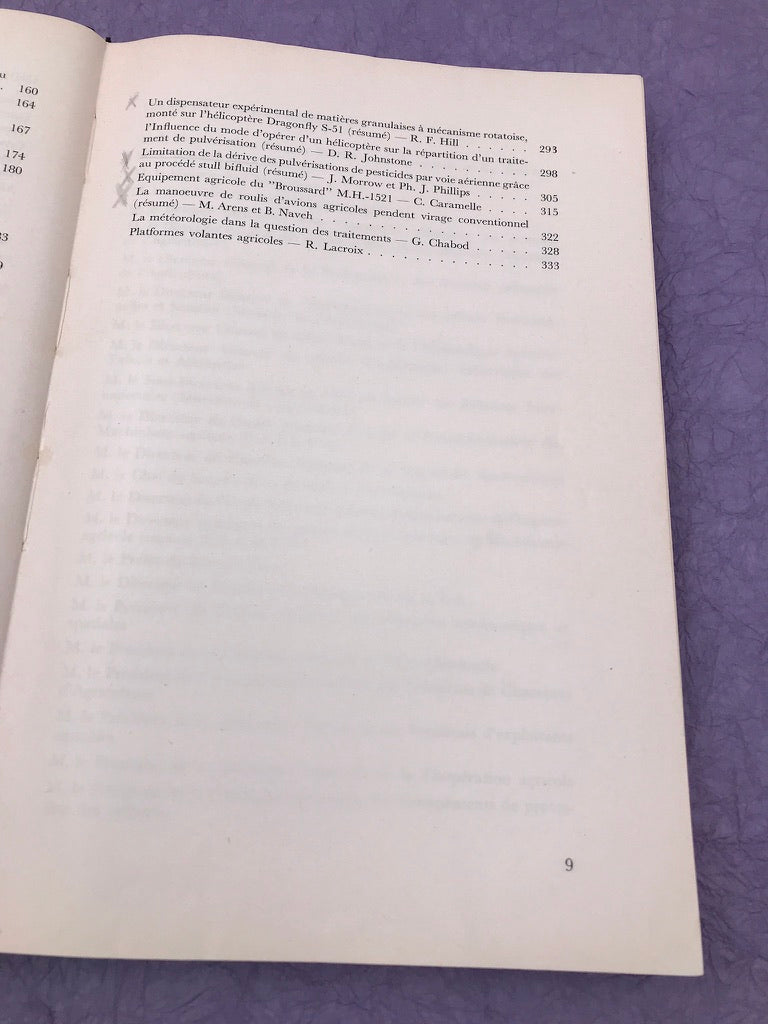 u
160
164
167
174
180
33
9
Un dispensateur expérimental de matières granulaises à mécanisme rotatoise,
monté sur l'hélicoptère Dragonfly S-51 (résumé) — R. F. Hill . . . . . . 293
l'Influence du mode d'opérer d'un hélicoptère sur la répartition d'un traite-
ment de pulvérisation (résumé) — D. R. Johnstone . . . . . . . . . . 298
Limitation de la dérive des pulvérisations de pesticides par voie aérienne grâce
au procédé stull bifluid (résumé) — J. Morrow et Ph. J. Phillips . . . . . 305
Equipement agricole du "Broussard" M.H.-1521 — C. Caramelle . . . . 315
La manoeuvre de roulis d'avions agricoles pendent virage conventionnel
(résumé) — M. Arens et B. Naveh . . . . . . . . . . . . . . . . . 322
La météorologie dans la question des traitements — G. Chabod . . . . . 328
Platformes volantes agricoles — R. Lacroix . . . . . . . . . . . . . 333
9